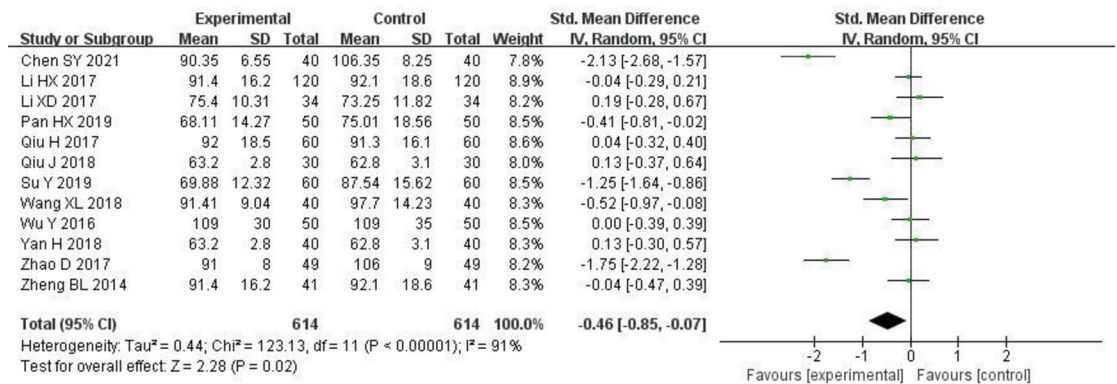 Experimental Control Std. Mean Difference Std. Mean Difference
Study or Subgroup Mean SD Total Mean SD Total Weight IV, Random, 95% CI IV, Random, 95% CI
Chen SY 2021 90.35 6.55 40 106.35 8.25 40 7.8% -2.13 [-2.68, -1.57]
Li HX 2017 91.4 16.2 120 92.1 18.6 120 8.9% -0.04 [-0.29, 0.21]
Li XD 2017 75.4 10.31 34 73.25 11.82 34 8.2% 0.19 [-0.28, 0.67]
Pan HX 2019 68.11 14.27 50 75.01 18.56 50 8.5% -0.41 [-0.81, -0.02]
Qiu H 2017 92 18.5 60 91.3 16.1 60 8.6% 0.04 [-0.32, 0.40]
Qiu J 2018 63.2 2.8 30 62.8 3.1 30 8.0% 0.13 [-0.37, 0.64]
Su Y 2019 69.88 12.32 60 87.54 15.62 60 8.5% -1.25 [-1.64, -0.86]
Wang XL 2018 91.41 9.04 40 97.7 14.23 40 8.3% -0.52 [-0.97, -0.08]
Wu Y 2016 109 30 50 109 35 50 8.5% 0.00 [-0.39, 0.39]
Yan H 2018 63.2 2.8 40 62.8 3.1 40 8.3% 0.13 [-0.30, 0.57]
Zhao D 2017 91 8 49 106 9 49 8.2% -1.75 [-2.22, -1.28]
Zheng BL 2014 91.4 16.2 41 92.1 18.6 41 8.3% -0.04 [-0.47, 0.39]
Total (95% CI) 614 614 100.0% -0.46 [-0.85, -0.07]
Heterogeneity: Tau² = 0.44; Chi² = 123.13, df = 11 (P < 0.00001); I² = 91%
Test for overall effect: Z = 2.28 (P = 0.02)
-2 -1 0 1 2
Favours [experimental] Favours [control]